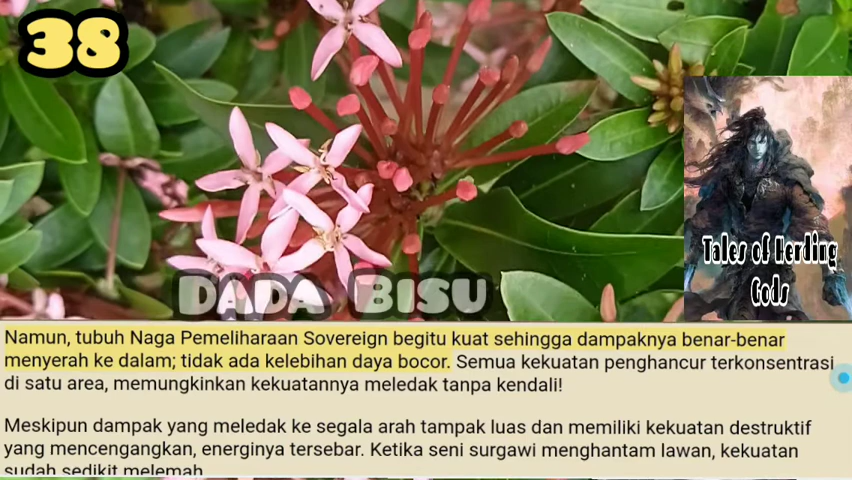 38
Tales of Herding
Gods
DADA BISU
Namun, tubuh Naga Pemeliharaan Sovereign begitu kuat sehingga dampaknya benar-benar
menyerah ke dalam; tidak ada kelebihan daya bocor. Semua kekuatan penghancur terkonsentrasi
di satu area, memungkinkan kekuatannya meledak tanpa kendali!
Meskipun dampak yang meledak ke segala arah tampak luas dan memiliki kekuatan destruktif
yang mencengangkan, energinya tersebar. Ketika seni surgawi menghantam lawan, kekuatan
sudah sedikit melemah